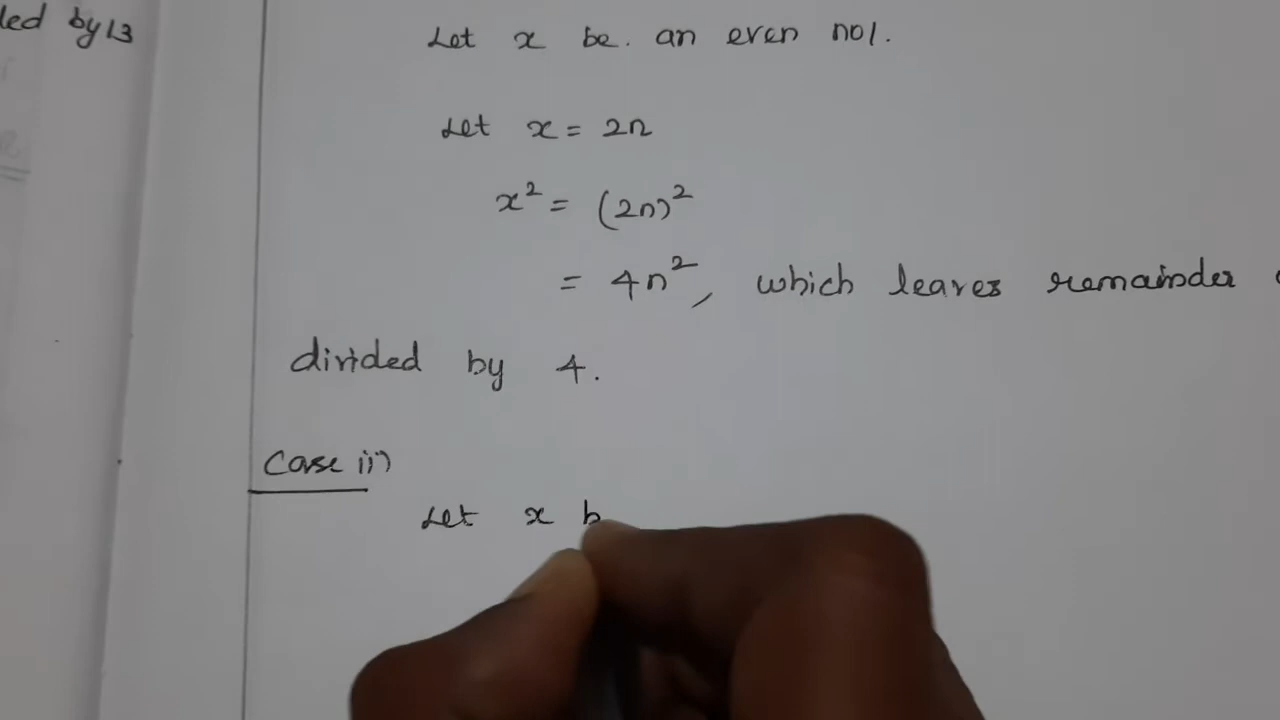 by 13
Let x be. an even no/.
Let x = 2n
x² = (2n)²
= 4n², which leaves remainder
divided by 4.
Case ii)
Let x b